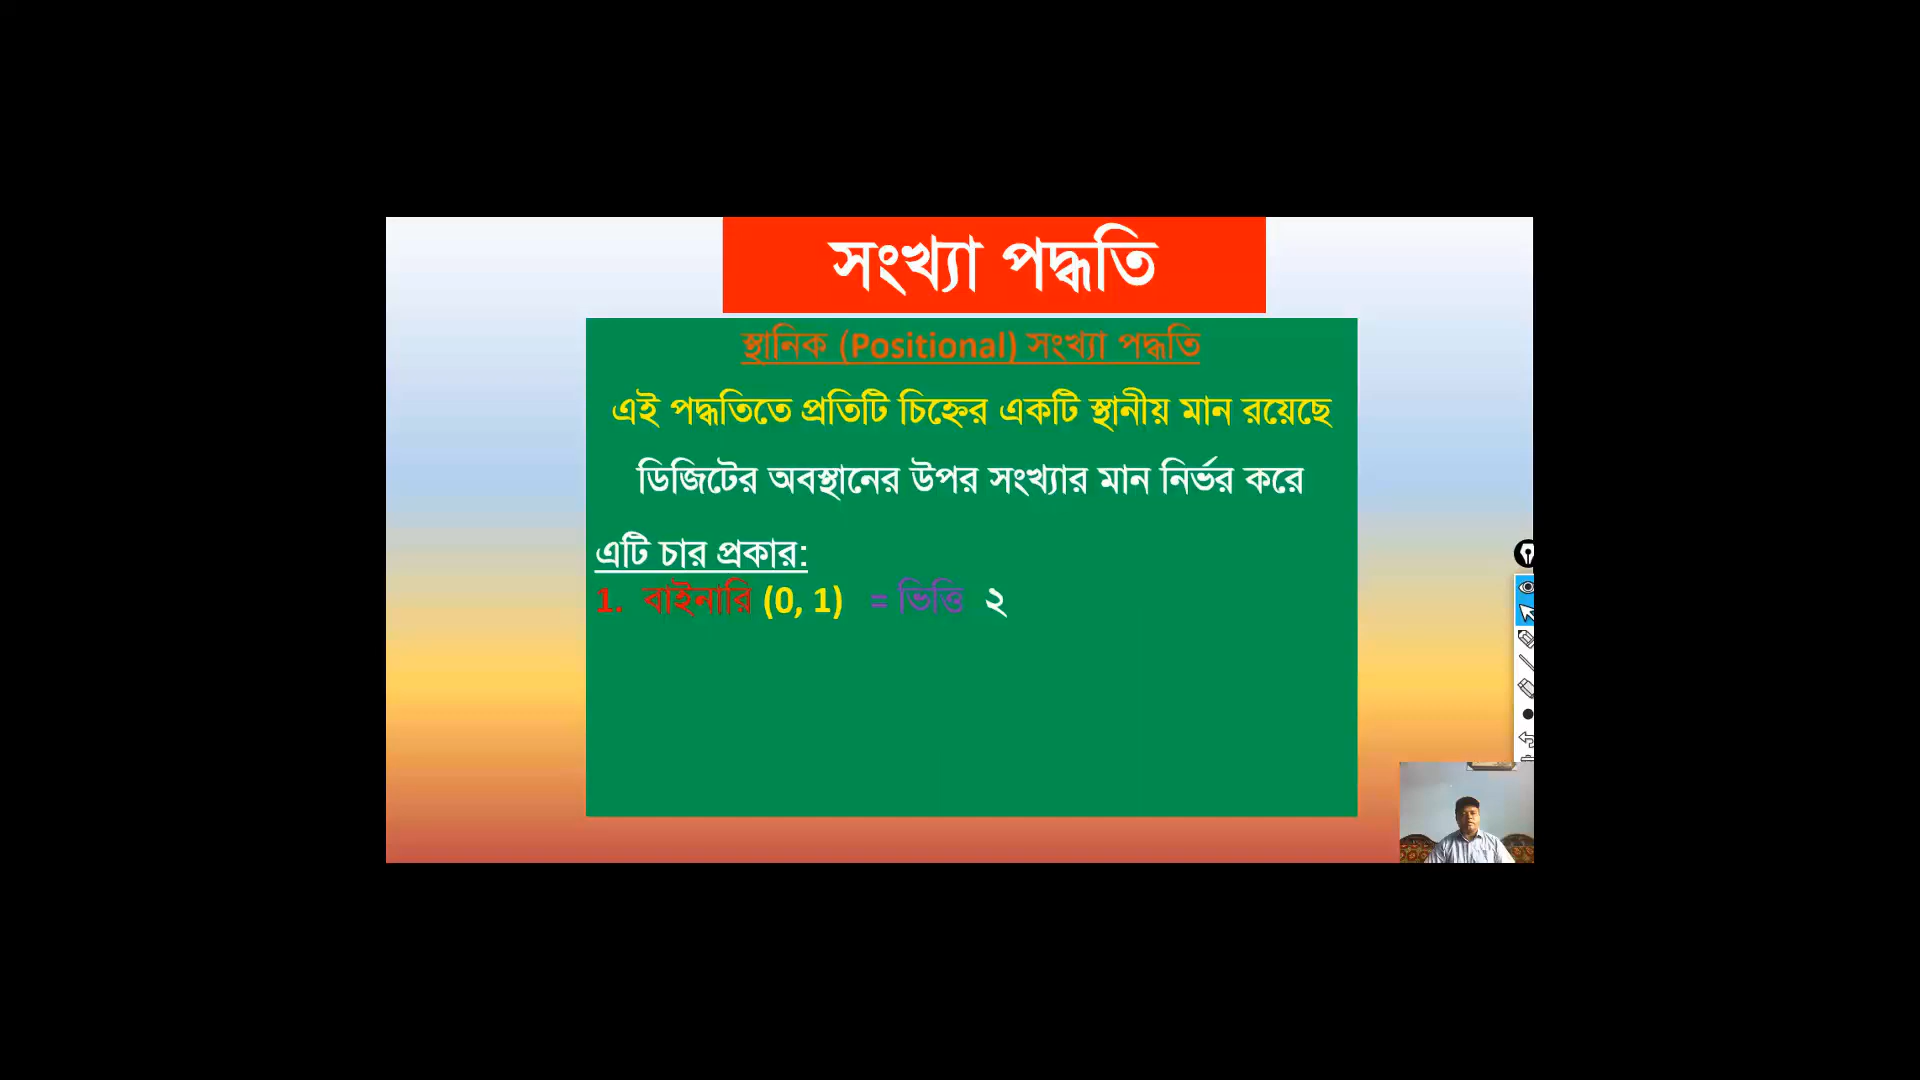 সংখ্যা পদ্ধতি
স্থানিক (Positional) সংখ্যা পদ্ধতি
এই পদ্ধতিতে প্রতিটি চিহ্নের একটি স্থানীয় মান রয়েছে
ডিজিটের অবস্থানের উপর সংখ্যার মান নির্ভর করে
এটি চার প্রকার:
1. বাইনারি (0, 1) = ভিত্তি ২